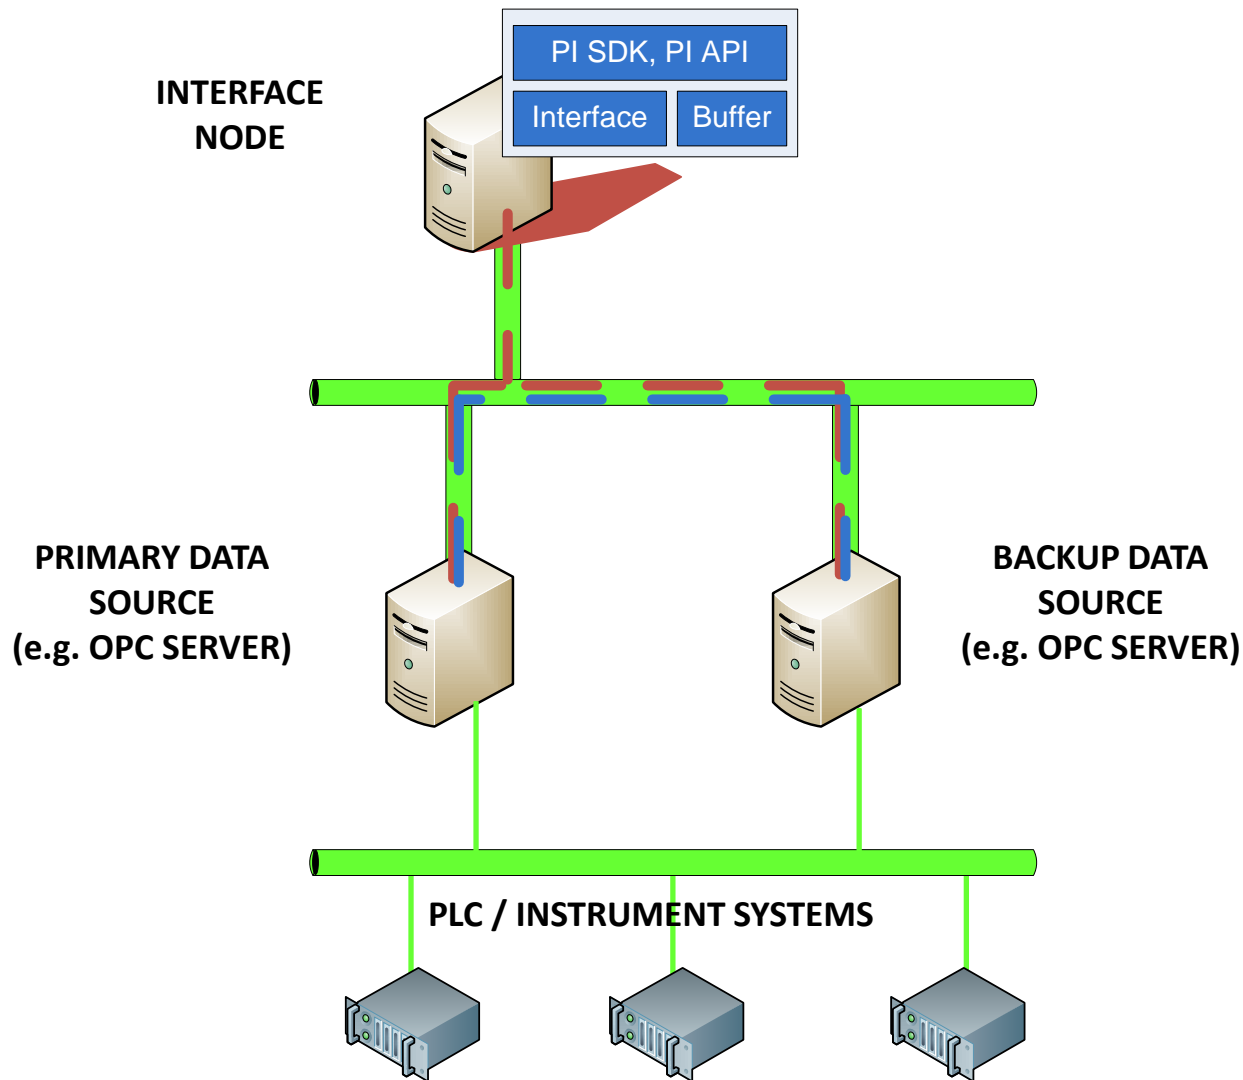 PI SDK, PI API
INTERFACE
NODE
Interface
Buffer
PRIMARY DATA
SOURCE
(e.g. OPC SERVER)
BACKUP DATA
SOURCE
(e.g. OPC SERVER)
PLC / INSTRUMENT SYSTEMS